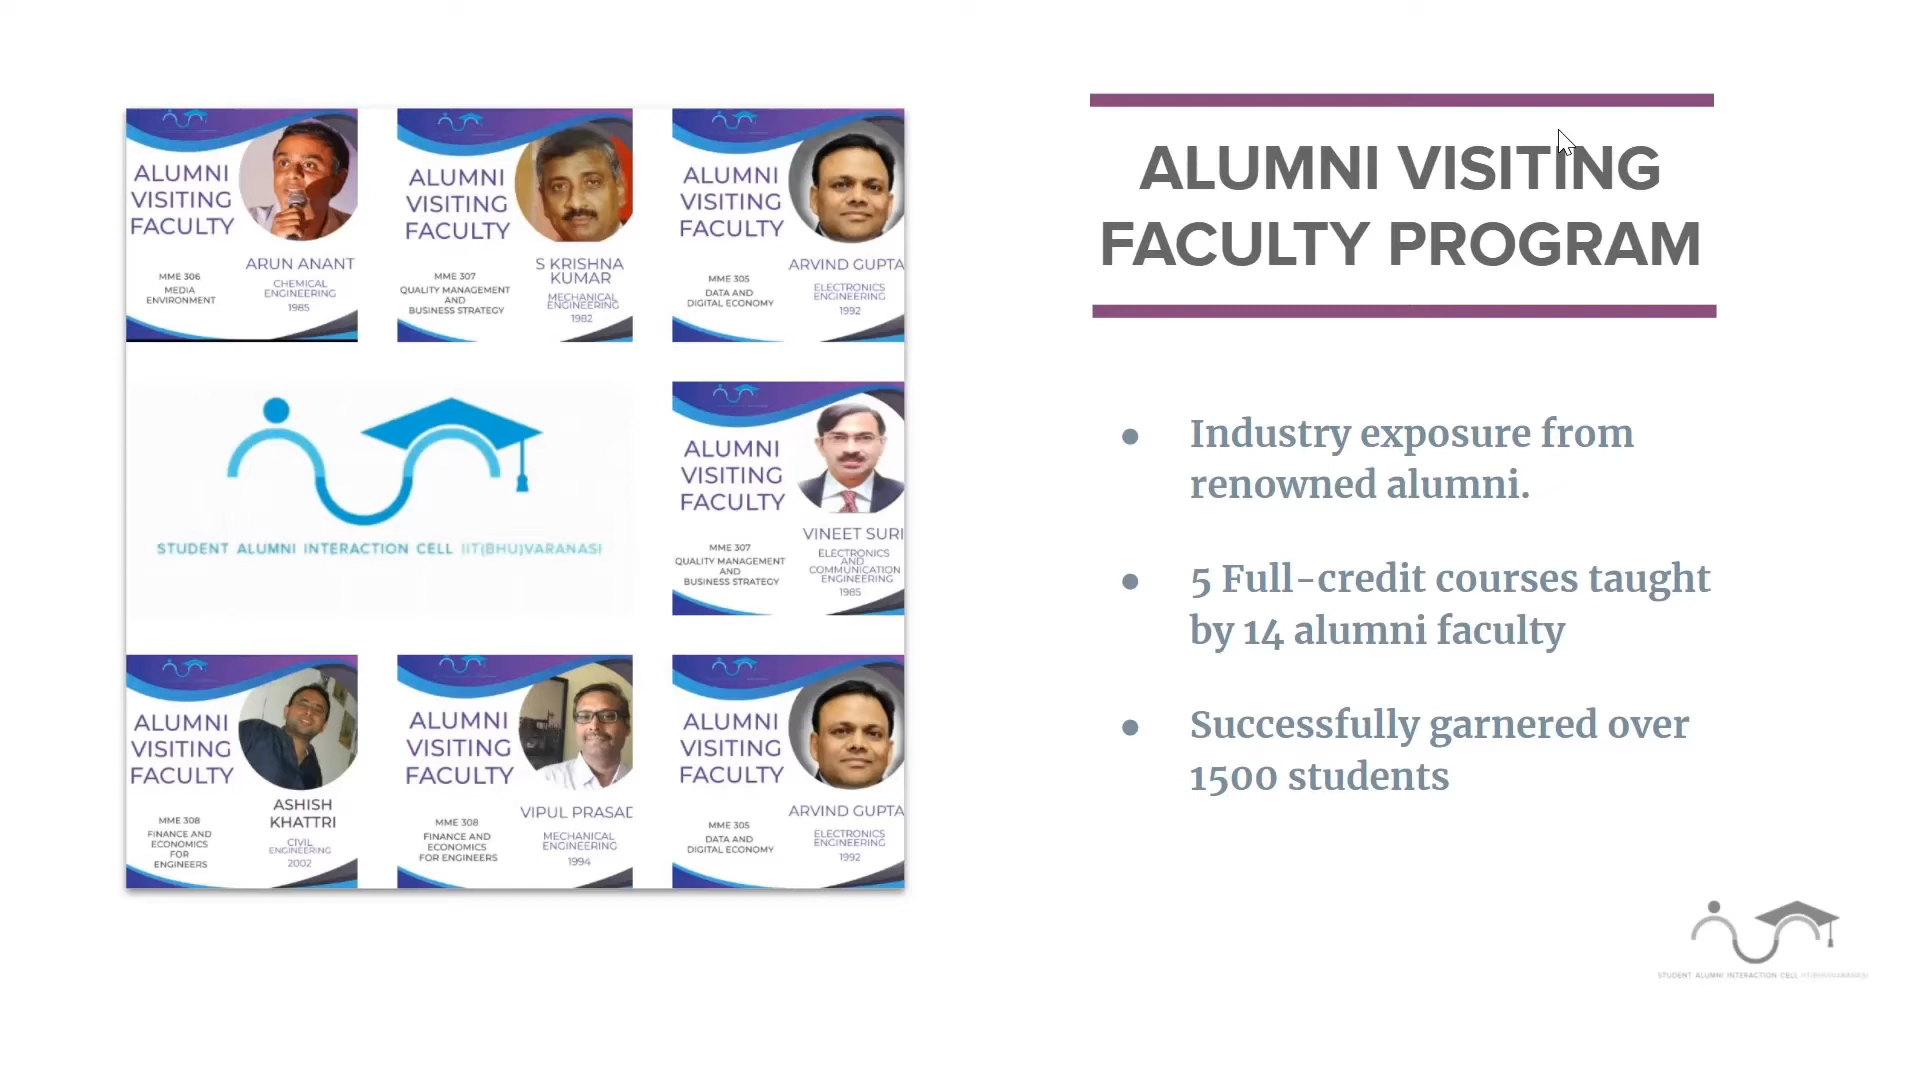 ALUMNI
VISITING
FACULTY
ARUN ANANT
CHEMICAL
ENGINEERING
1985
MME 306
MEDIA
ENVIRONMENT
ALUMNI
VISITING
FACULTY
S KRISHNA
KUMAR
MECHANICAL
ENGINEERING
1982
MME 307
QUALITY MANAGEMENT
AND
BUSINESS STRATEGY
ALUMNI
VISITING
FACULTY
ARVIND GUPTA
ELECTRONICS
ENGINEERING
1992
MME 305
DATA AND
DIGITAL ECONOMY
STUDENT ALUMNI INTERACTION CELL IIT(BHU)VARANASI
ALUMNI
VISITING
FACULTY
VINEET SURI
ELECTRONICS
AND
COMMUNICATION
ENGINEERING
1985
MME 307
QUALITY MANAGEMENT
AND
BUSINESS STRATEGY
ALUMNI
VISITING
FACULTY
ASHISH
KHATTRI
CIVIL
ENGINEERING
2002
MME 308
FINANCE AND
ECONOMICS
FOR
ENGINEERS
ALUMNI
VISITING
FACULTY
VIPUL PRASAD
MECHANICAL
ENGINEERING
1994
MME 308
FINANCE AND
ECONOMICS
FOR ENGINEERS
ALUMNI
VISITING
FACULTY
ARVIND GUPTA
ELECTRONICS
ENGINEERING
1992
MME 305
DATA AND
DIGITAL ECONOMY
ALUMNI VISITING
FACULTY PROGRAM
● Industry exposure from
renowned alumni.
● 5 Full-credit courses taught
by 14 alumni faculty
● Successfully garnered over
1500 students
STUDENT ALUMNI INTERACTION CELL IIT(BHU)VARANASI